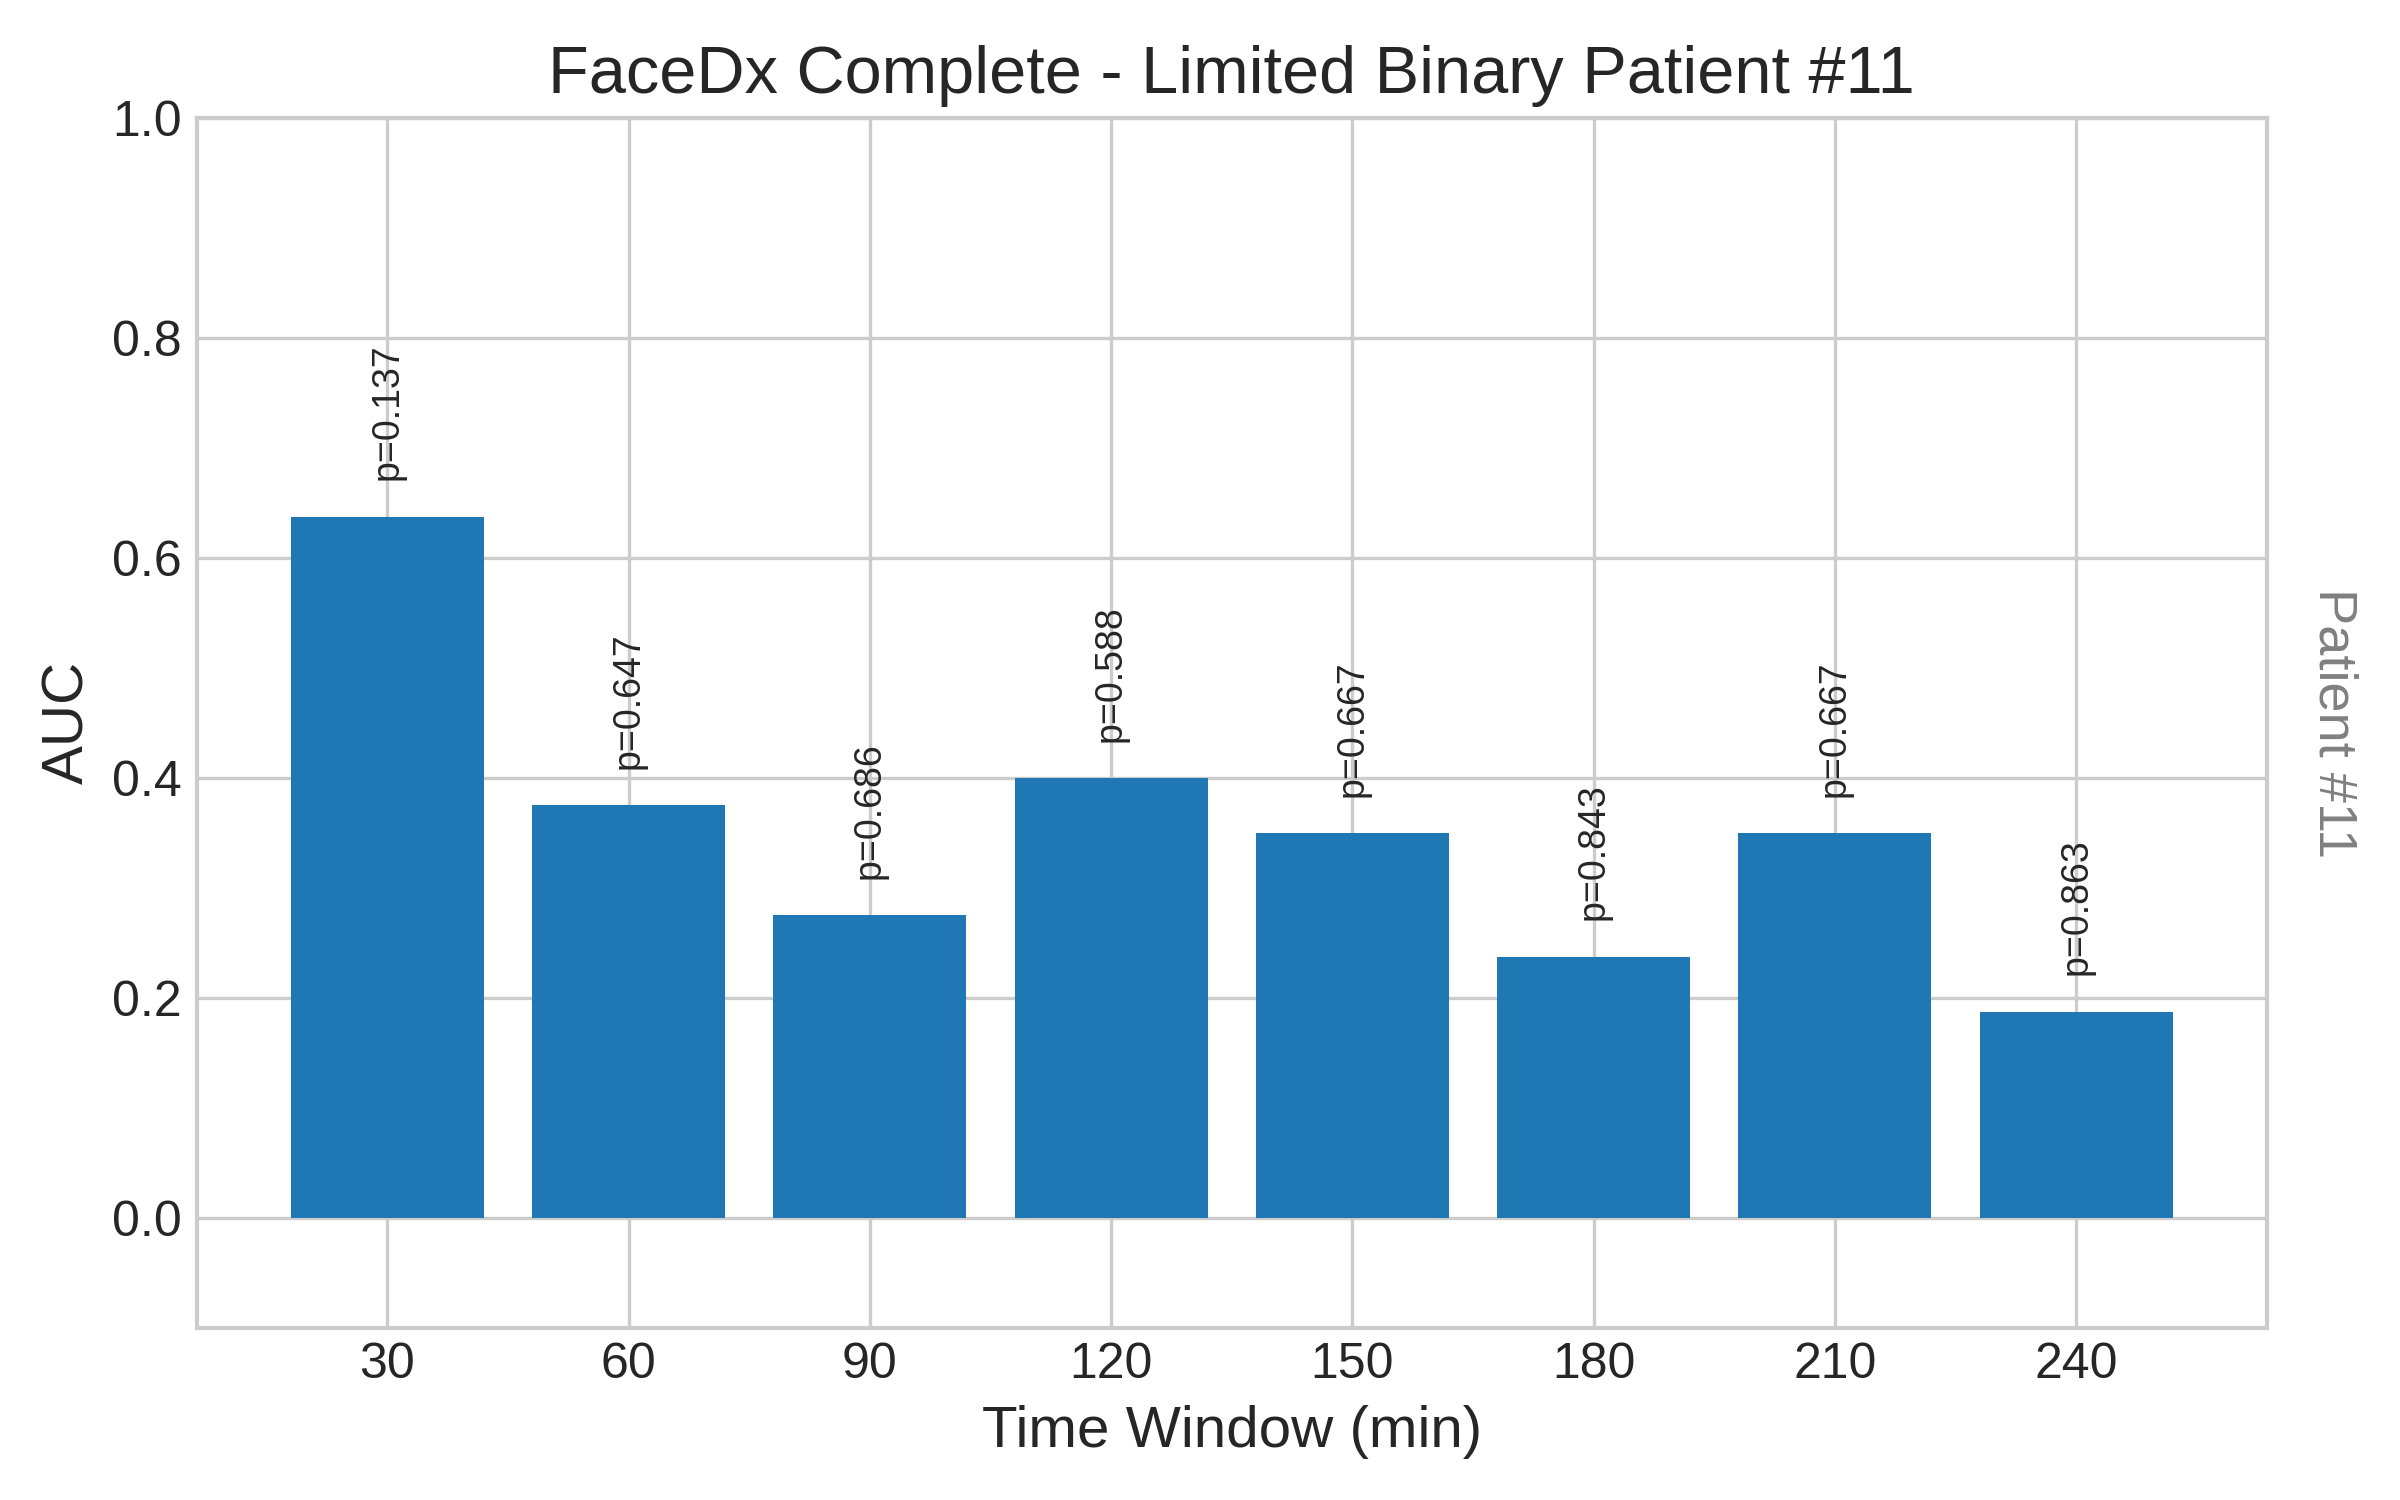 FaceDx Complete - Limited Binary Patient #11
AUC
1.0
0.8
0.6
0.4
0.2
0.0
p=0.137
p=0.647
p=0.686
p=0.588
p=0.667
p=0.843
p=0.667
p=0.863
30 60 90 120 150 180 210 240
Time Window (min)
Patient #11